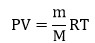 PV = m/M RT